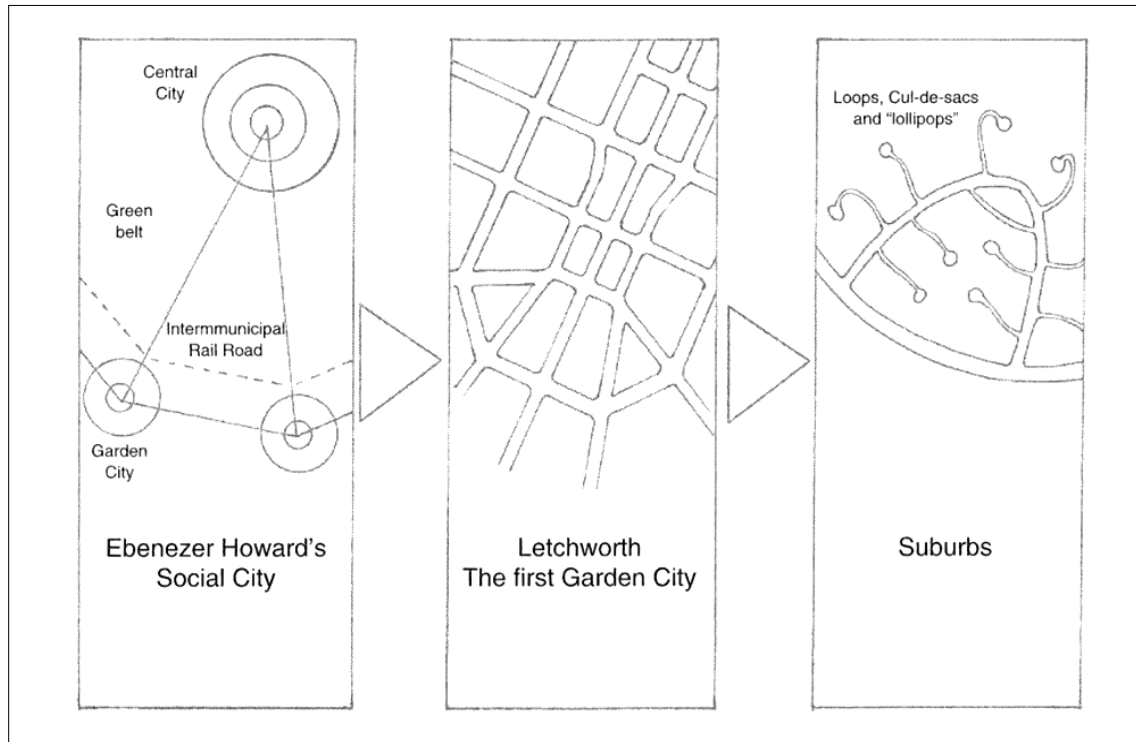 Central
City
Green
belt
Intermmunicipal
Rail Road
Garden
City
Ebenezer Howard's
Social City
Letchworth
The first Garden City
Loops, Cul-de-sacs
and “lollipops”
Suburbs